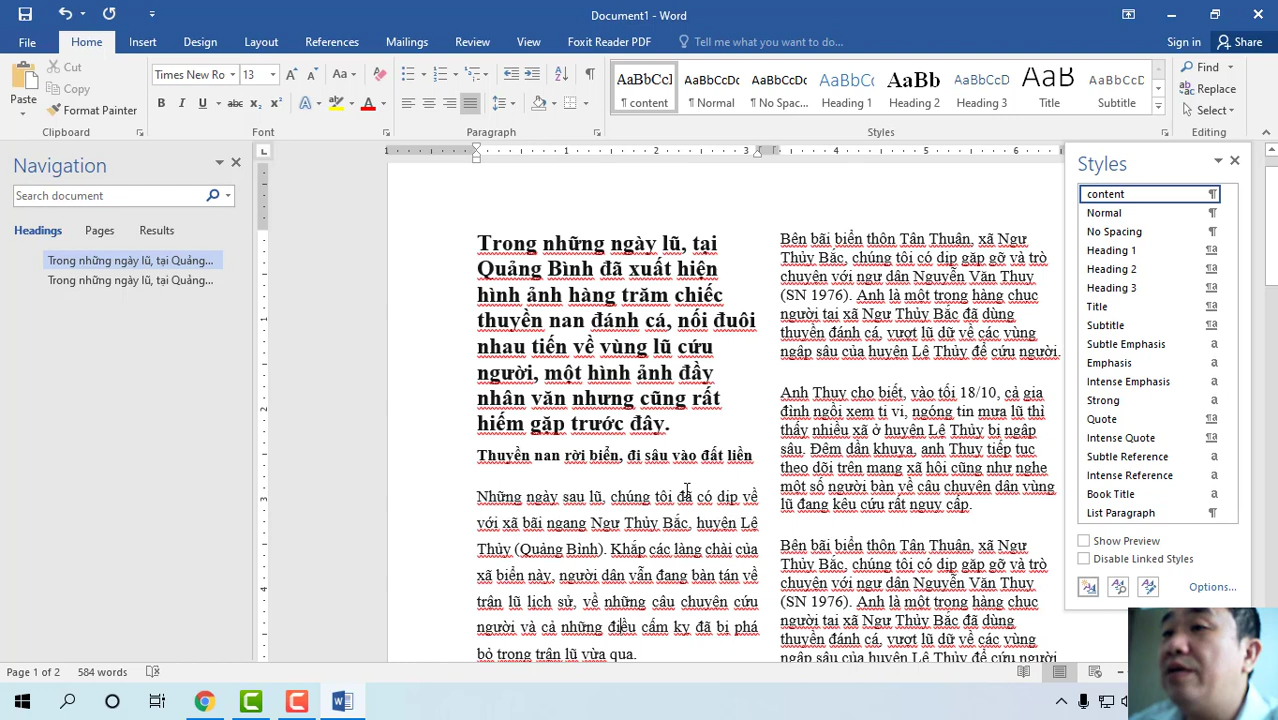 Document1 - Word
File Home Insert Design Layout References Mailings Review View Foxit Reader PDF Tell me what you want to do... Sign in Share
Paste Cut Copy Format Painter
Clipboard
Times New Ro 13
Font
Paragraph
AaBbCcl AaBbCcDc AaBbCcDc AaBbCcD AaBb AaBbCcD AaB AaBbCcC
¶ content ¶ Normal ¶ No Spac... Heading 1 Heading 2 Heading 3 Title Subtitle
Styles
Find
Replace
Select
Editing
Navigation
Search document
Headings Pages Results
Trong những ngày lũ, tại Quảng...
Trong những ngày lũ, tại Quảng...
Trong những ngày lũ, tại
Quảng Bình đã xuất hiện
hình ảnh hàng trăm chiếc
thuyền nan đánh cá, nối đuôi
nhau tiến về vùng lũ cứu
người, một hình ảnh đầy
nhân văn nhưng cũng rất
hiếm gặp trước đây.
Thuyền nan rời biển, đi sâu vào đất liền
Những ngày sau lũ, chúng tôi đã có dịp về
với xã bãi ngang Ngư Thủy Bắc, huyện Lệ
Thủy (Quảng Bình). Khắp các làng chài của
xã biển này, người dân vẫn đang bàn tán về
trận lũ lịch sử, về những câu chuyện cứu
người và cả những điều cấm kỵ đã bị phá
bỏ trong trận lũ vừa qua.
Bên bãi biển thôn Tân Thuận, xã Ngư
Thủy Bắc, chúng tôi có dịp gặp gỡ và trò
chuyện với ngư dân Nguyễn Văn Thuy
(SN 1976). Anh là một trong hàng chục
người tại xã Ngư Thủy Bắc đã dùng
thuyền đánh cá, vượt lũ dữ về các vùng
ngập sâu của huyện Lệ Thủy để cứu người.
Anh Thuy cho biết, vào tối 18/10, cả gia
đình ngồi xem ti vi, ngóng tin mưa lũ thì
thấy nhiều xã ở huyện Lệ Thủy bị ngập
sâu. Đêm dần khuya, anh Thuy tiếp tục
theo dõi trên mạng xã hội cũng như nghe
một số người bạn về câu chuyện dân vùng
lũ đang kêu cứu rất nguy cấp.
Bên bãi biển thôn Tân Thuận, xã Ngư
Thủy Bắc, chúng tôi có dịp gặp gỡ và trò
chuyện với ngư dân Nguyễn Văn Thuy
(SN 1976). Anh là một trong hàng chục
người tại xã Ngư Thủy Bắc đã dùng
thuyền đánh cá, vượt lũ dữ về các vùng
Styles
content
Normal
No Spacing
Heading 1
Heading 2
Heading 3
Title
Subtitle
Subtle Emphasis
Emphasis
Intense Emphasis
Strong
Quote
Intense Quote
Subtle Reference
Intense Reference
Book Title
List Paragraph
Show Preview
Disable Linked Styles
Options...
Page 1 of 2 584 words